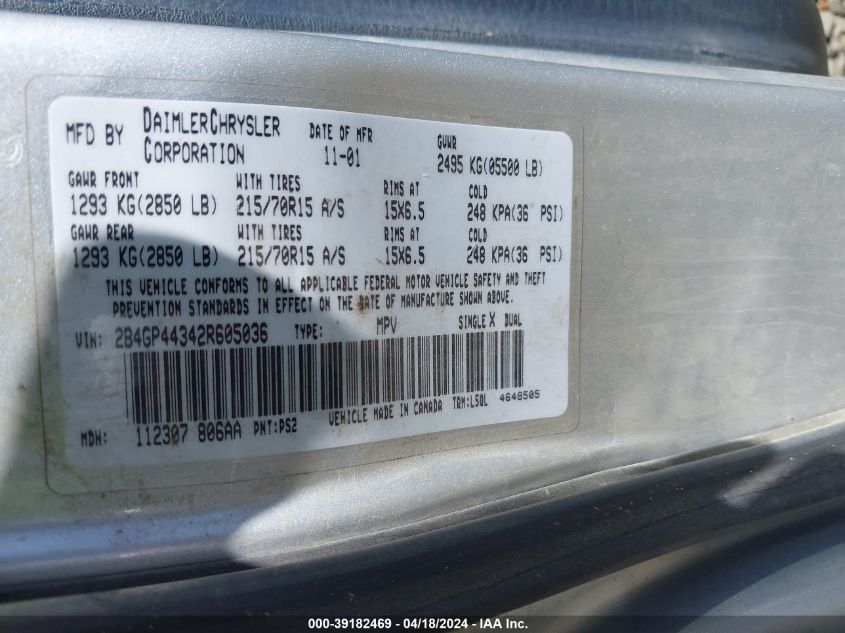 MFD BY DAIMLERCHRYSLER CORPORATION DATE OF MFR 11-01 GVWR 2495 KG(05500 LB)
GAWR FRONT WITH TIRES RIMS AT COLD
1293 KG(2850 LB) 215/70R15 A/S 15X6.5 248 KPA(36 PSI)
GAWR REAR WITH TIRES RIMS AT COLD
1293 KG(2850 LB) 215/70R15 A/S 15X6.5 248 KPA(36 PSI)
THIS VEHICLE CONFORMS TO ALL APPLICABLE FEDERAL MOTOR VEHICLE SAFETY AND THEFT
PREVENTION STANDARDS IN EFFECT ON THE DATE OF MANUFACTURE SHOWN ABOVE.
VIN: 2B4GP44342R605036 TYPE: MPV SINGLE X DUAL
VEHICLE MADE IN CANADA TRM:L5QL 4648505
MDH: 112307 806AA PNT:PS2
000-39182469 - 04/18/2024 - IAA Inc.